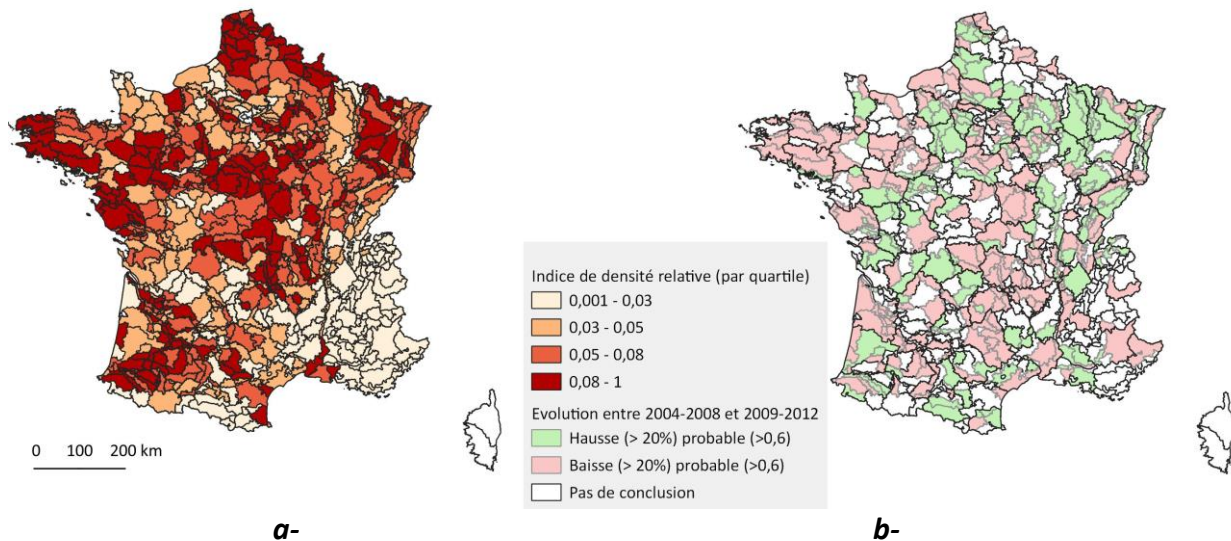 Indice de densité relative (par quartile)
0,001 - 0,03
0,03 - 0,05
0,05 - 0,08
0,08 - 1
Evolution entre 2004-2008 et 2009-2012
Hausse (> 20%) probable (>0,6)
Baisse (> 20%) probable (>0,6)
Pas de conclusion
0 100 200 km
a-
b-